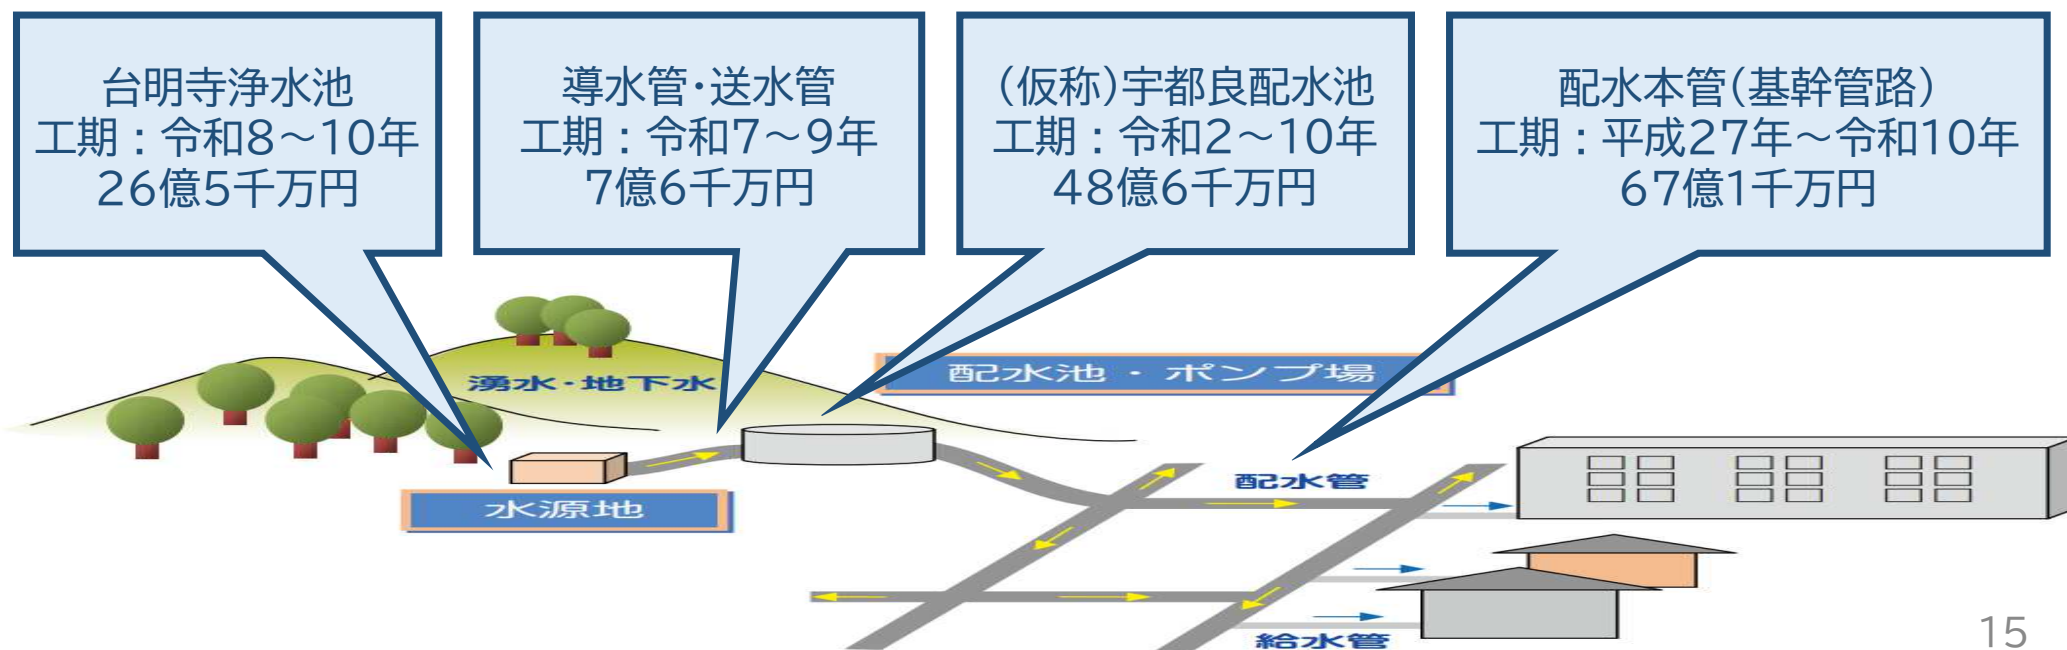 台明寺浄水池
工期：令和8～10年
26億5千万円
導水管・送水管
工期：令和7～9年
7億6千万円
(仮称)宇都良配水池
工期：令和2～10年
48億6千万円
配水本管(基幹管路)
工期：平成27年～令和10年
67億1千万円
湧水・地下水
配水池・ポンプ場
水源地
配水管
給水管
15